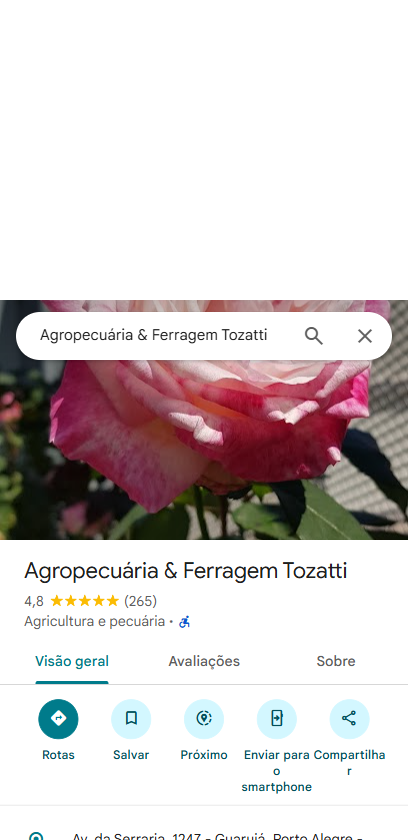 Agropecuária & Ferragem Tozatti
Agropecuária & Ferragem Tozatti
4,8 ★★★★★ (265)
Agricultura e pecuária ·
Visão geral Avaliações Sobre
Rotas Salvar Próximo Enviar para o smartphone Compartilhar
Av. da Serraria, 1247 - Guarujá, Porto Alegre -